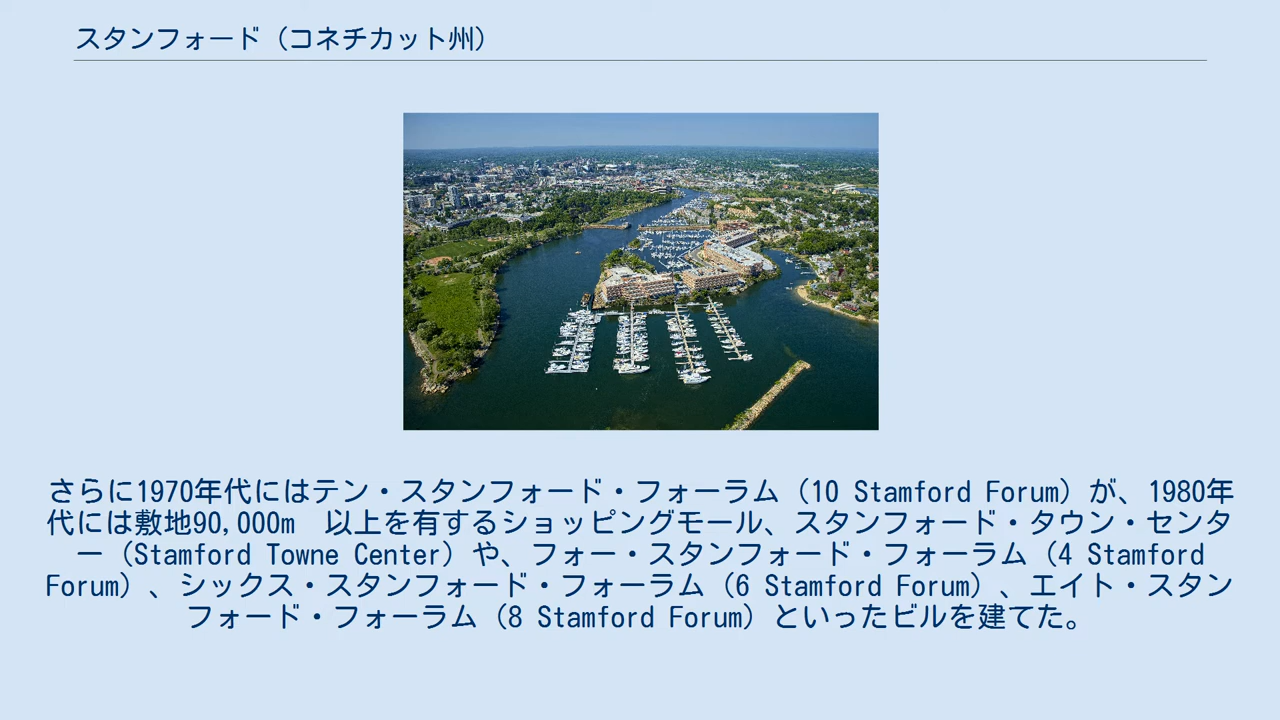 スタンフォード（コネチカット州）
さらに1970年代にはテン・スタンフォード・フォーラム（10 Stamford Forum）が、1980年
代には敷地90,000m　以上を有するショッピングモール、スタンフォード・タウン・センタ
ー（Stamford Towne Center）や、フォー・スタンフォード・フォーラム（4 Stamford
Forum）、シックス・スタンフォード・フォーラム（6 Stamford Forum）、エイト・スタン
フォード・フォーラム（8 Stamford Forum）といったビルを建てた。